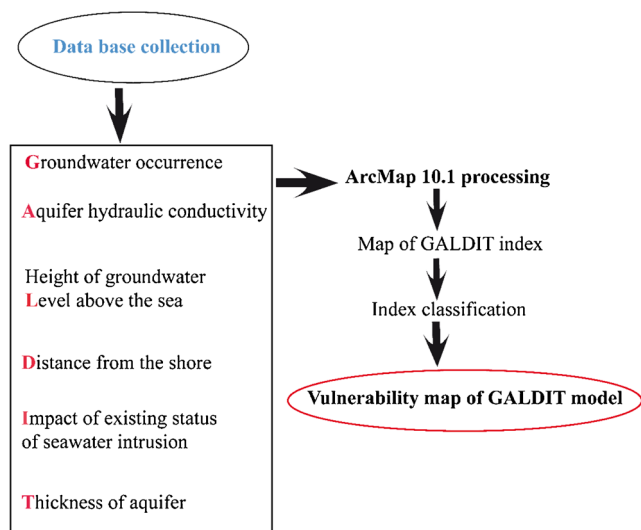 Data base collection
Groundwater occurrence
Aquifer hydraulic conductivity
Height of groundwater
Level above the sea
Distance from the shore
Impact of existing status
of seawater intrusion
Thickness of aquifer
ArcMap 10.1 processing
Map of GALDIT index
Index classification
Vulnerability map of GALDIT model